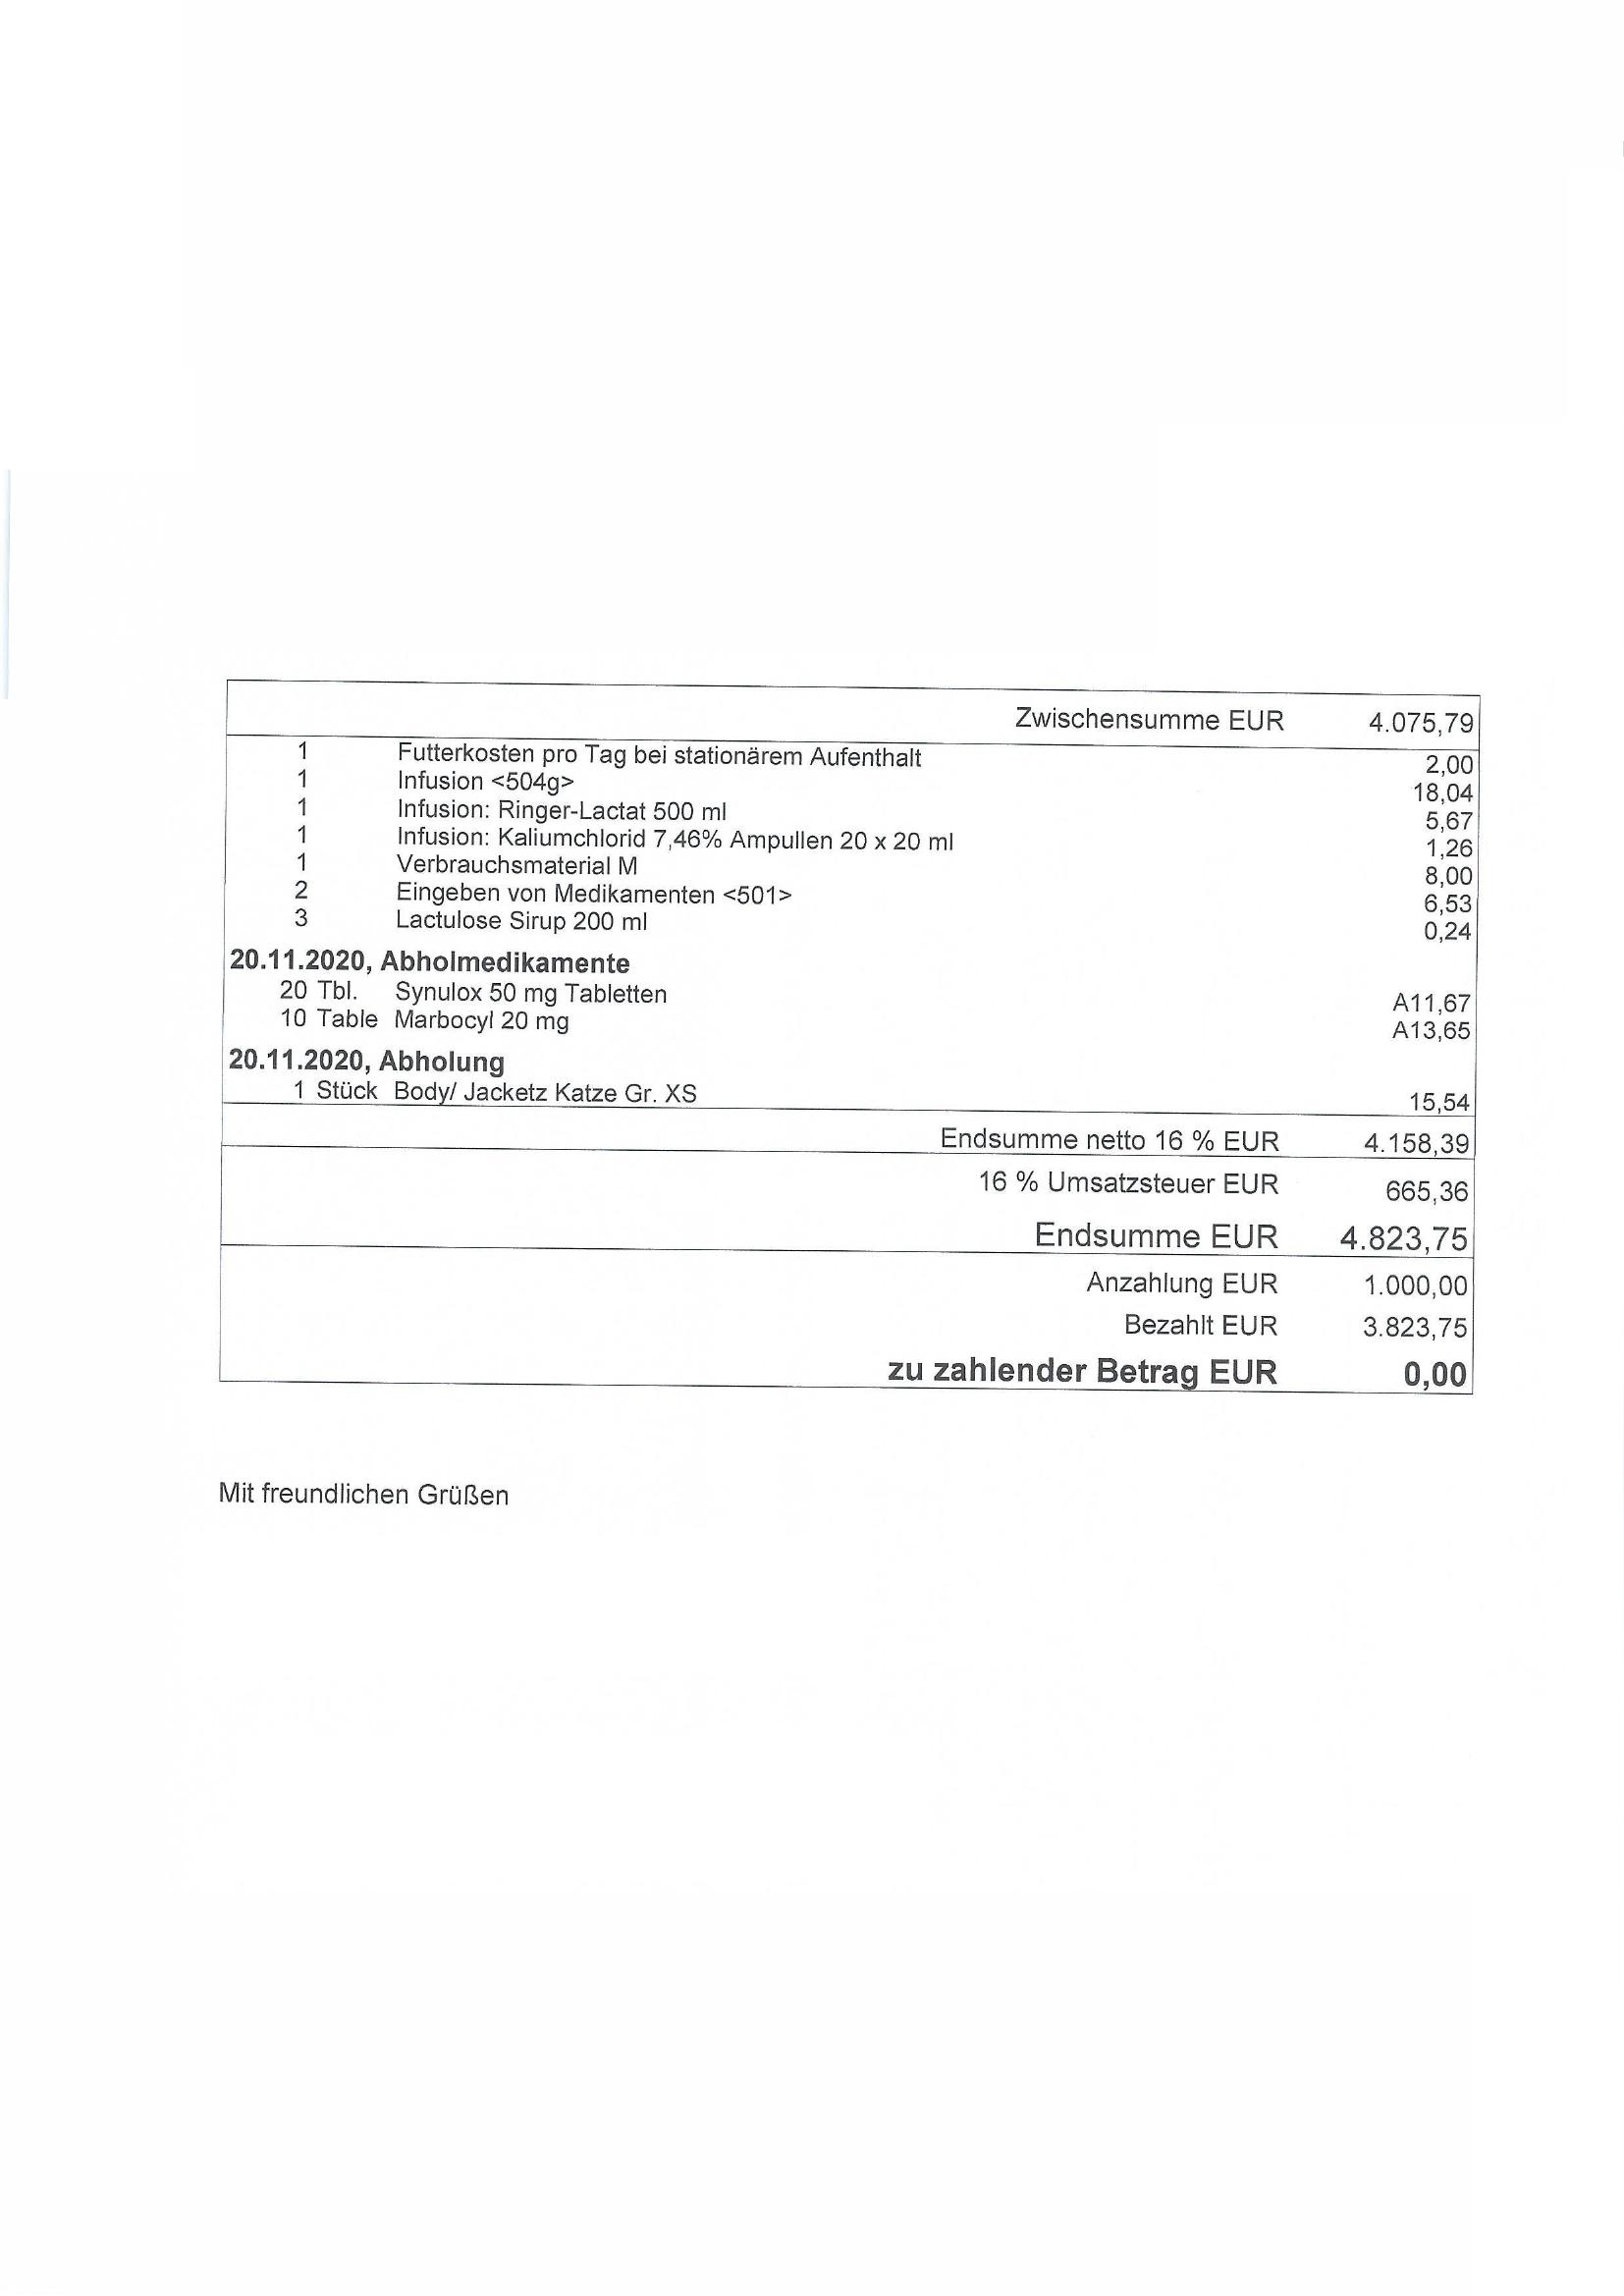 Zwischensumme EUR 4.075,79
1 Futterkosten pro Tag bei stationärem Aufenthalt 2,00
1 Infusion <504g> 18,04
1 Infusion: Ringer-Lactat 500 ml 5,67
1 Infusion: Kaliumchlorid 7,46% Ampullen 20 x 20 ml 1,26
1 Verbrauchsmaterial M 8,00
2 Eingeben von Medikamenten <501> 6,53
3 Lactulose Sirup 200 ml 0,24
20.11.2020, Abholmedikamente
20 Tbl. Synulox 50 mg Tabletten A11,67
10 Table Marbocyl 20 mg A13,65
20.11.2020, Abholung
1 Stück Body/ Jacketz Katze Gr. XS 15,54
Endsumme netto 16 % EUR 4.158,39
16 % Umsatzsteuer EUR 665,36
Endsumme EUR 4.823,75
Anzahlung EUR 1.000,00
Bezahlt EUR 3.823,75
zu zahlender Betrag EUR 0,00
Mit freundlichen Grüßen